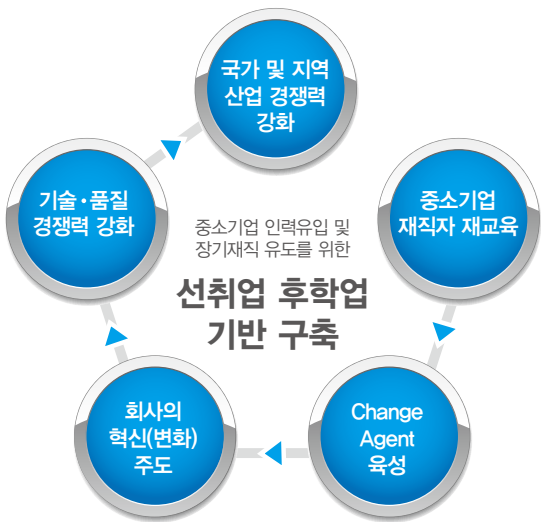 국가 및 지역
산업 경쟁력
강화
기술·품질
경쟁력 강화
중소기업
재직자 재교육
중소기업 인력유입 및
장기재직 유도를 위한
선취업 후학업
기반 구축
회사의
혁신(변화)
주도
Change
Agent
육성